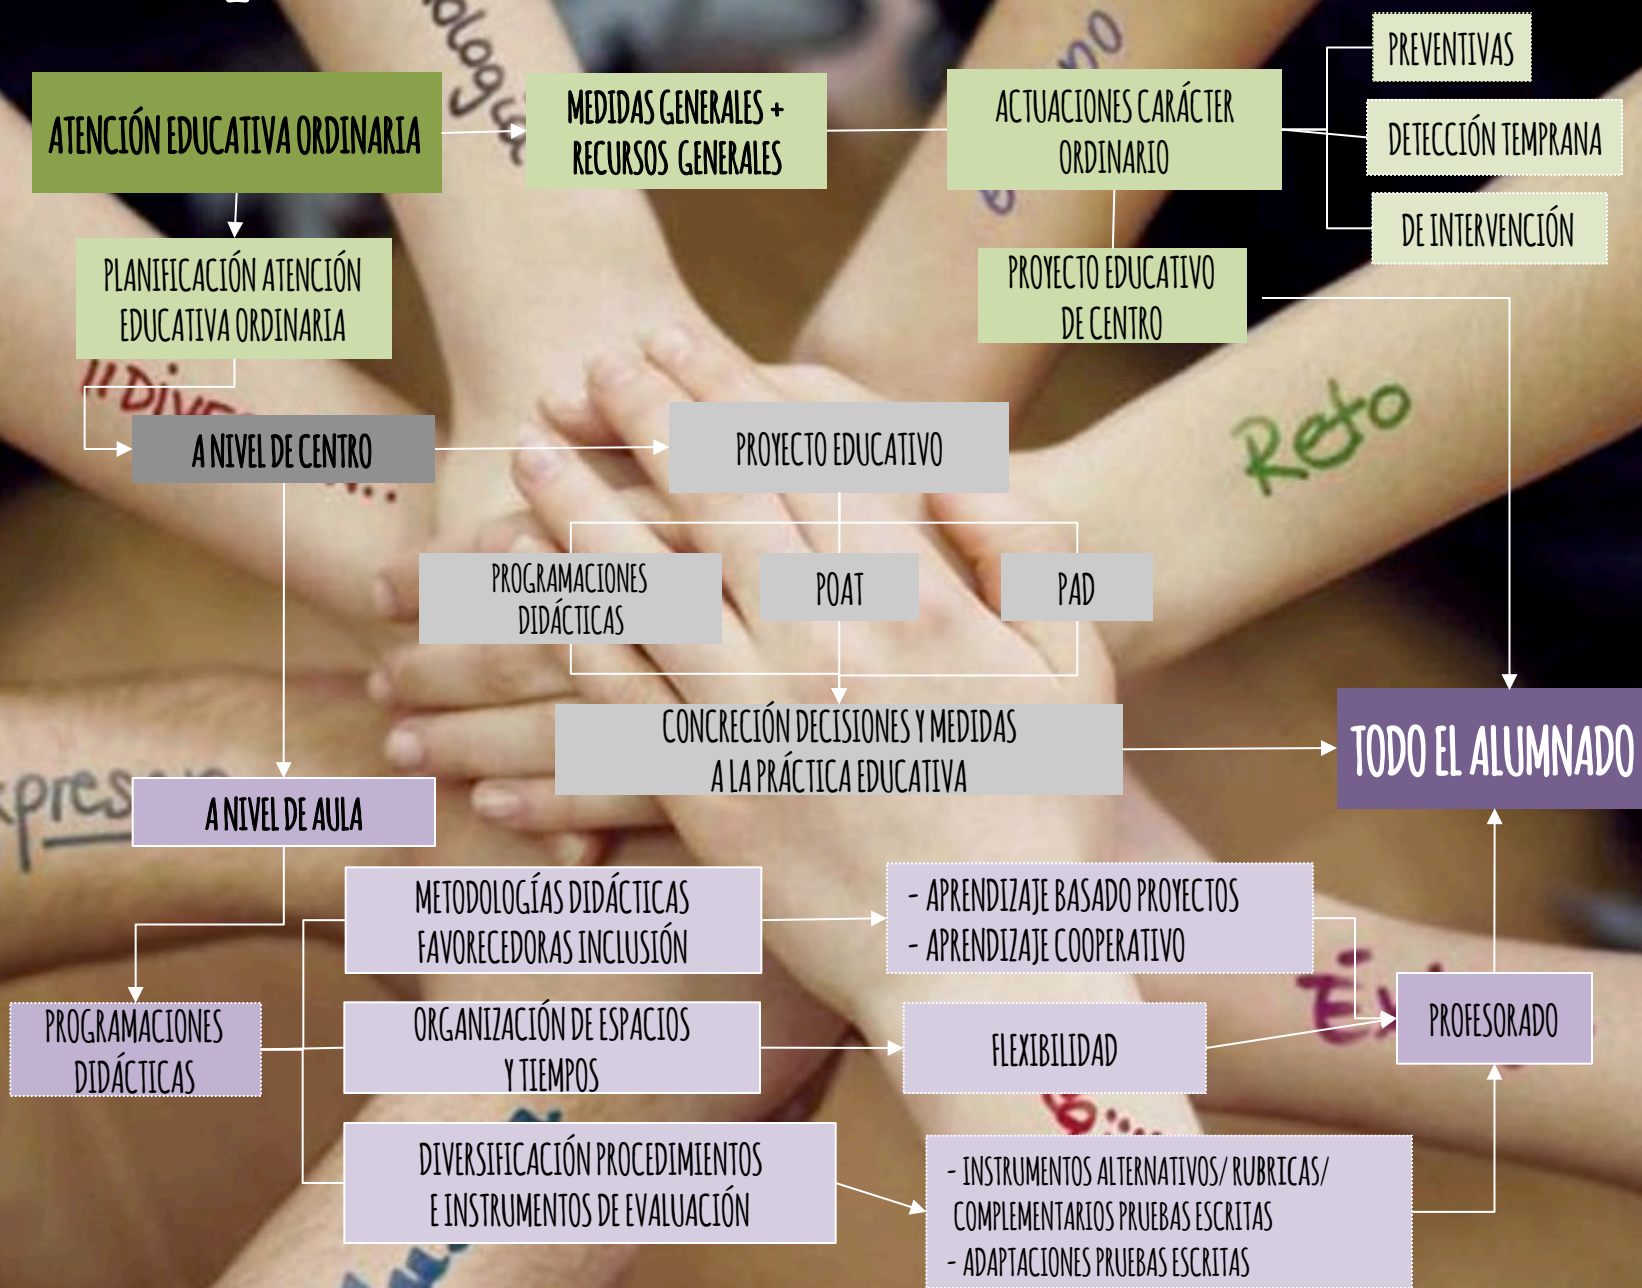 ATENCIÓN EDUCATIVA ORDINARIA
MEDIDAS GENERALES +
RECURSOS GENERALES
ACTUACIONES CARÁCTER
ORDINARIO
PREVENTIVAS
DETECCIÓN TEMPRANA
DE INTERVENCIÓN
PLANIFICACIÓN ATENCIÓN
EDUCATIVA ORDINARIA
PROYECTO EDUCATIVO
DE CENTRO
Reto
A NIVEL DE CENTRO
PROYECTO EDUCATIVO
PROGRAMACIONES
DIDÁCTICAS
POAT
PAD
CONCRECIÓN DECISIONES Y MEDIDAS
A LA PRÁCTICA EDUCATIVA
TODO EL ALUMNADO
A NIVEL DE AULA
METODOLOGÍAS DIDÁCTICAS
FAVORECEDORAS INCLUSIÓN
- APRENDIZAJE BASADO PROYECTOS
- APRENDIZAJE COOPERATIVO
PROGRAMACIONES
DIDÁCTICAS
ORGANIZACIÓN DE ESPACIOS
Y TIEMPOS
FLEXIBILIDAD
PROFESORADO
DIVERSIFICACIÓN PROCEDIMIENTOS
E INSTRUMENTOS DE EVALUACIÓN
- INSTRUMENTOS ALTERNATIVOS/ RUBRICAS/
COMPLEMENTARIOS PRUEBAS ESCRITAS
- ADAPTACIONES PRUEBAS ESCRITAS